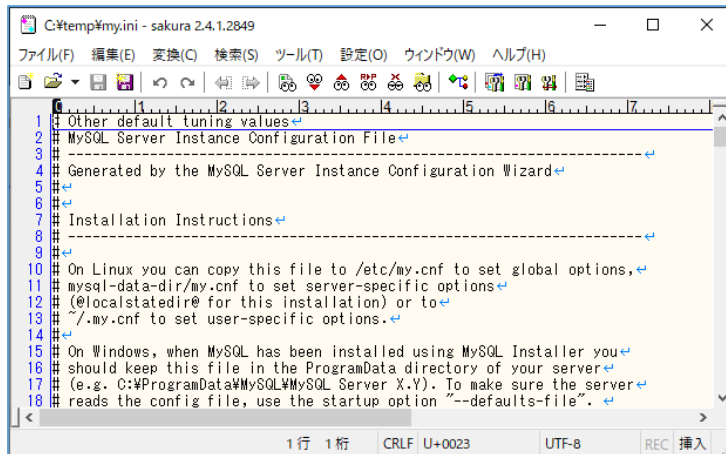 C:¥temp¥my.ini - sakura 2.4.1.2849
ファイル(F) 編集(E) 変換(C) 検索(S) ツール(T) 設定(O) ウィンドウ(W) ヘルプ(H)
0 1 2 3 4 5 6 7
1 # Other default tuning values↵
2 # MySQL Server Instance Configuration File↵
3 # ----------------------------------------------------------------------↵
4 # Generated by the MySQL Server Instance Configuration Wizard↵
5 #↵
6 #↵
7 # Installation Instructions↵
8 # ----------------------------------------------------------------------↵
9 #↵
10 # On Linux you can copy this file to /etc/my.cnf to set global options,↵
11 # mysql-data-dir/my.cnf to set server-specific options↵
12 # (@localstatedir@ for this installation) or to↵
13 # ~/.my.cnf to set user-specific options.↵
14 #↵
15 # On Windows, when MySQL has been installed using MySQL Installer you↵
16 # should keep this file in the ProgramData directory of your server↵
17 # (e.g. C:¥ProgramData¥MySQL¥MySQL Server X.Y). To make sure the server↵
18 # reads the config file, use the startup option "--defaults-file". ↵
1 行 1 桁 CRLF U+0023 UTF-8 REC 挿入